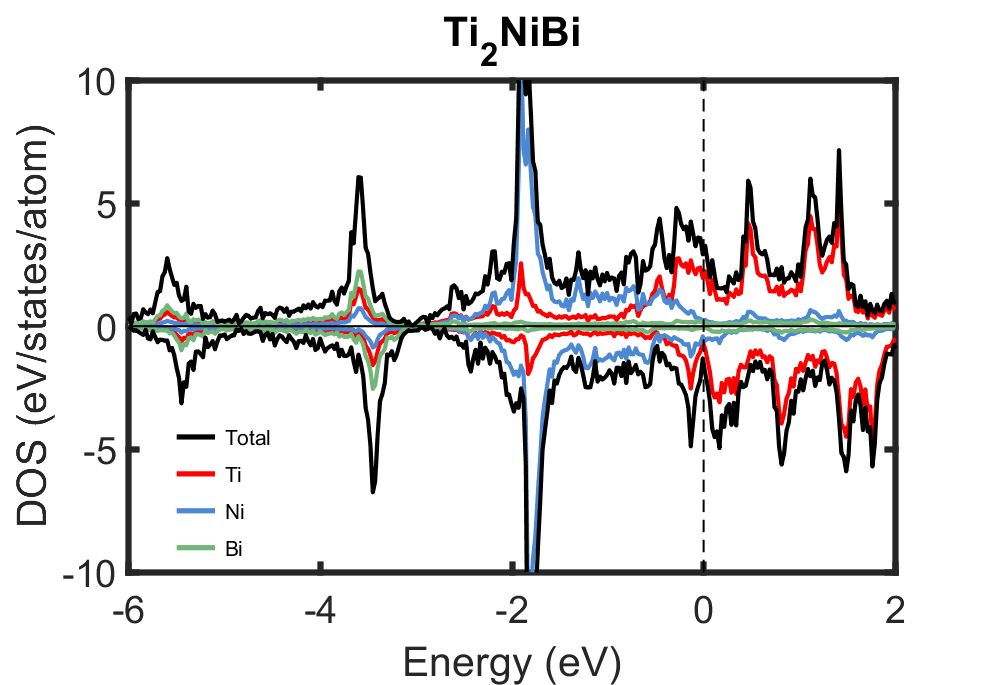 Ti2NiBi
10
5
0
-5
-10
DOS (eV/states/atom)
Total
Ti
Ni
Bi
-6
-4
-2
0
2
Energy (eV)